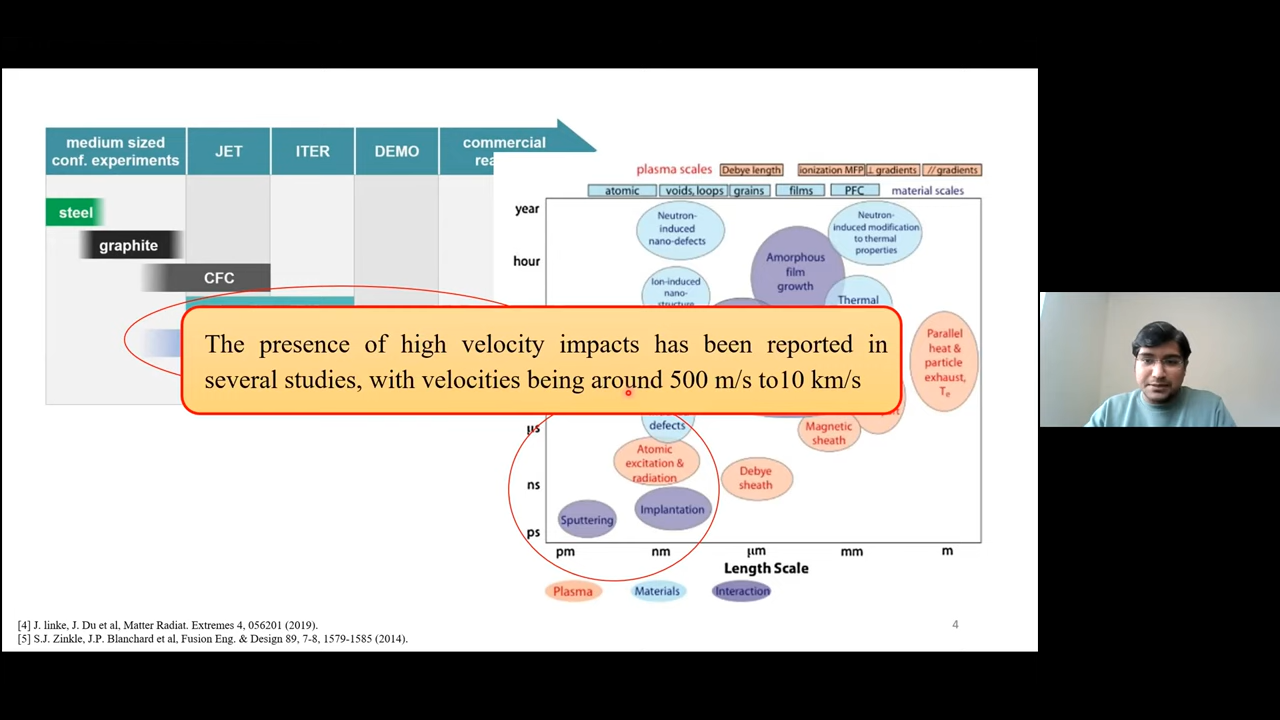 medium sized
conf. experiments
JET
ITER
DEMO
commercial
steel
graphite
CFC
plasma scales
Debye length
ionization MFP
⊥ gradients
// gradients
atomic
voids, loops
grains
films
PFC
material scales
year
hour
μs
ns
ps
Neutron-
induced
nano-defects
Neutron-
induced modification
to thermal
properties
Amorphous
film
growth
Ion-induced
nano-
structure
Thermal
Parallel
heat &
particle
exhaust,
Te
The presence of high velocity impacts has been reported in
several studies, with velocities being around 500 m/s to10 km/s
defects
Magnetic
sheath
Atomic
excitation &
radiation
Debye
sheath
Implantation
Sputtering
pm
nm
μm
mm
m
Length Scale
Plasma
Materials
Interaction
[4] J. linke, J. Du et al, Matter Radiat. Extremes 4, 056201 (2019).
[5] S.J. Zinkle, J.P. Blanchard et al, Fusion Eng. & Design 89, 7-8, 1579-1585 (2014).
4